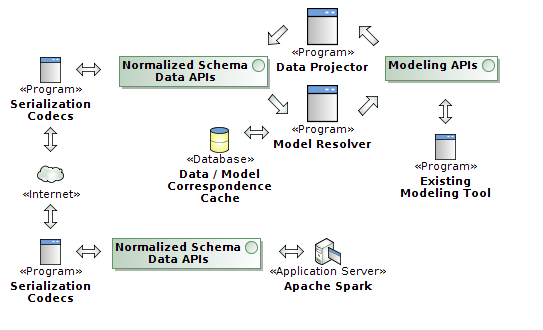 «Program»
Data Projector
Normalized Schema
Data APIs
Modeling APIs
«Program»
Serialization
Codecs
«Program»
Model Resolver
«Database»
Data / Model
Correspondence
Cache
«Program»
Existing
Modeling Tool
«Internet»
Normalized Schema
Data APIs
«Program»
Serialization
Codecs
«Application Server»
Apache Spark